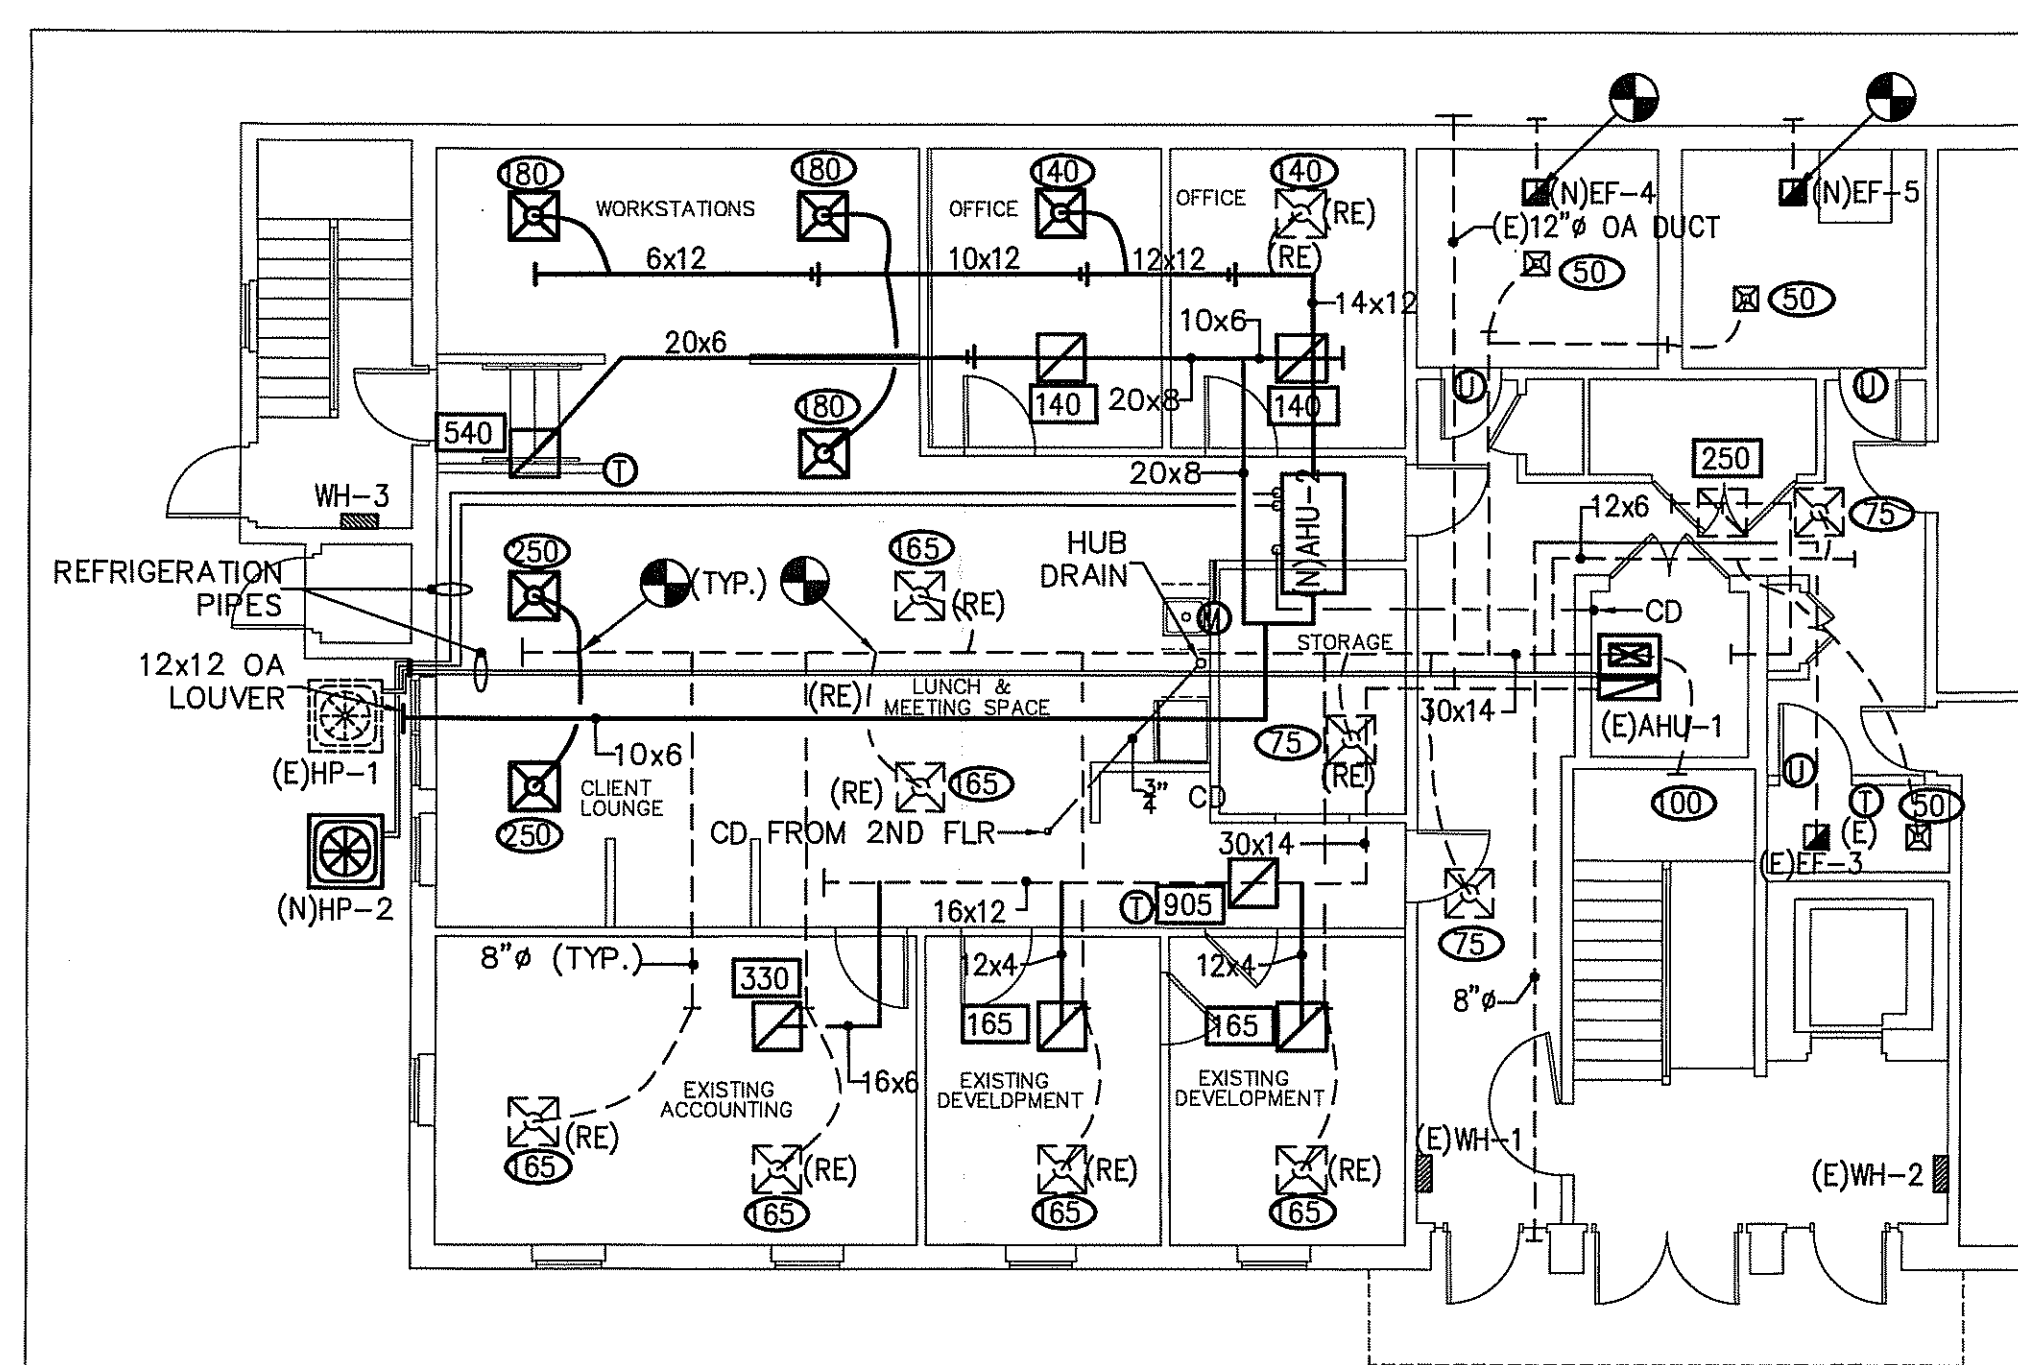 180
180
140
140
WORKSTATIONS
OFFICE
OFFICE
(RE)
(N)EF-4
(N)EF-5
(E)12"ø OA DUCT
6x12
10x12
12x12
(RE)
50
50
14x12
10x6
20x6
180
140
20x8
140
U
U
540
T
20x8
250
WH-3
(N)AHU-2
12x6
75
250
165
HUB
DRAIN
REFRIGERATION
PIPES
(TYP.)
(RE)
M
CD
STORAGE
12x12 OA
LOUVER
(RE)
LUNCH &
MEETING SPACE
30x14
(E)AHU-1
75
(RE)
10x6
(E)HP-1
CLIENT
LOUNGE
(RE)
165
3"
4
CD
U
T
100
50
250
CD FROM 2ND FLR
30x14
(E)
(E)EF-3
(N)HP-2
16x12
T
905
75
8"ø (TYP.)
330
12x4
12x4
165
165
8"ø
16x6
EXISTING
ACCOUNTING
EXISTING
DEVELOPMENT
EXISTING
DEVELOPMENT
(RE)
165
(RE)
(RE)
(RE)
(E)WH-1
(E)WH-2
165
165
165